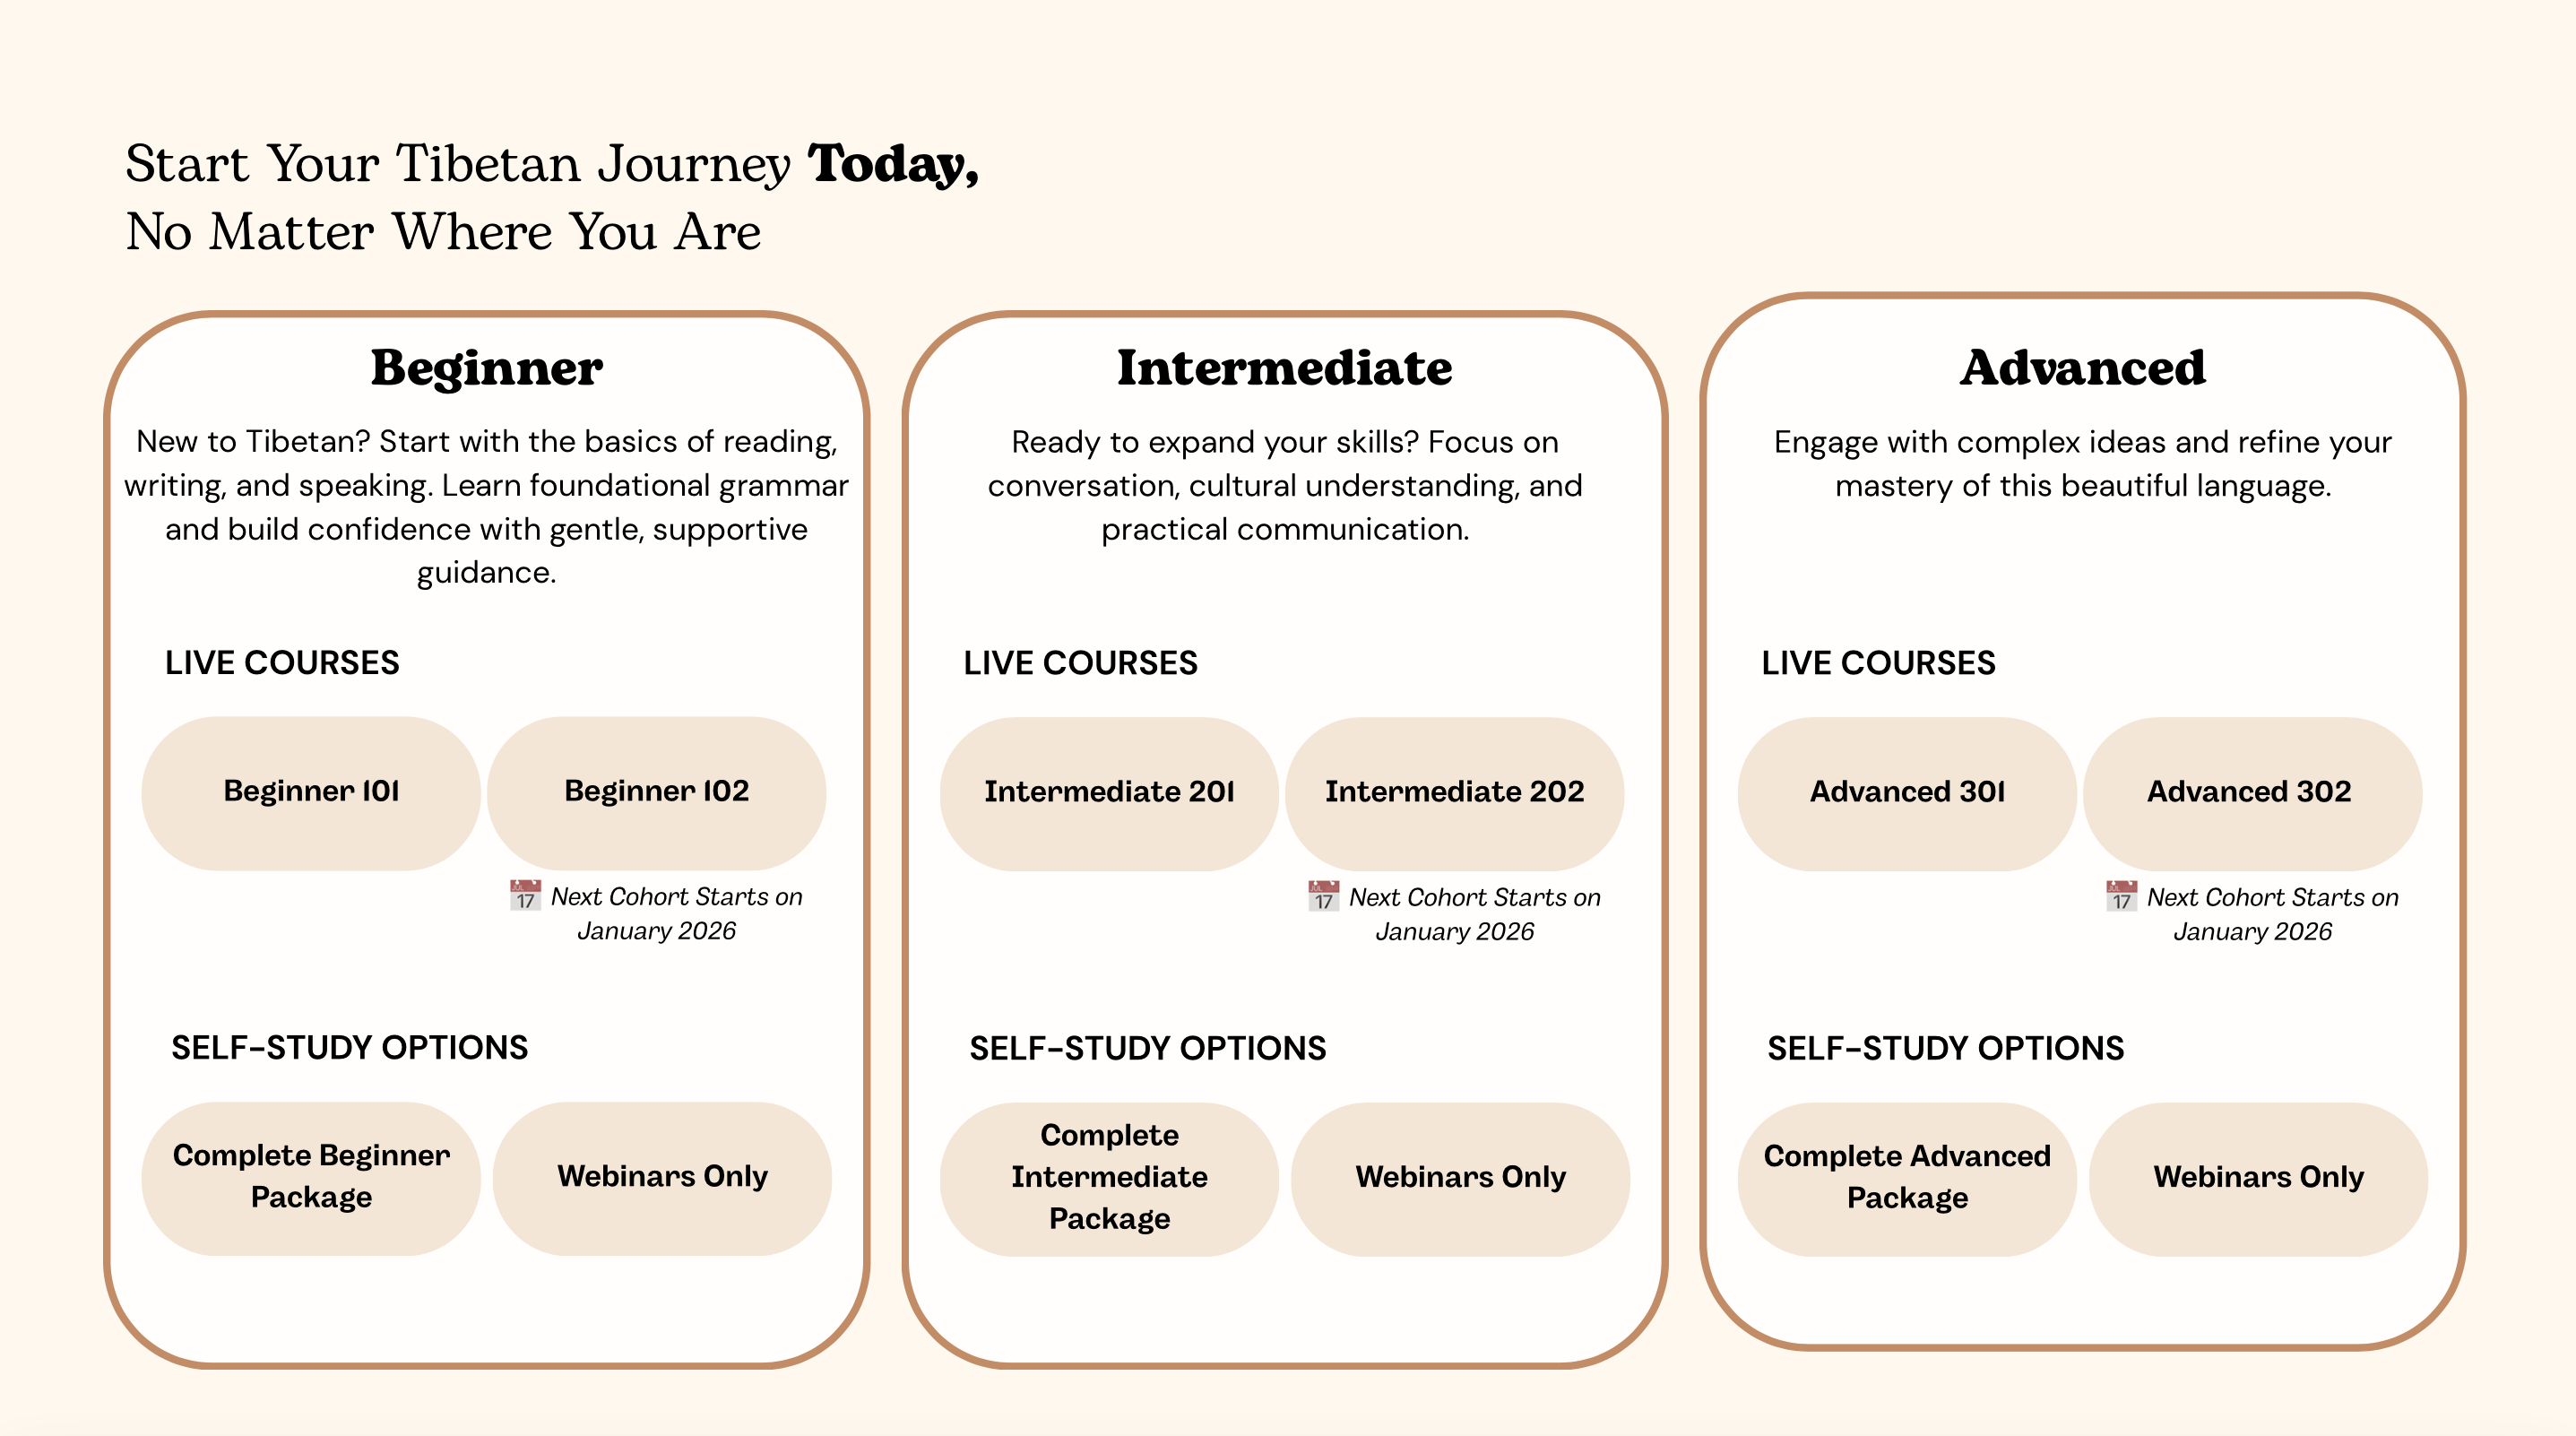 Start Your Tibetan Journey Today,
No Matter Where You Are
Beginner
New to Tibetan? Start with the basics of reading,
writing, and speaking. Learn foundational grammar
and build confidence with gentle, supportive
guidance.
LIVE COURSES
Beginner 101
Beginner 102
JUL
17
Next Cohort Starts on
January 2026
SELF-STUDY OPTIONS
Complete Beginner
Package
Webinars Only
Intermediate
Ready to expand your skills? Focus on
conversation, cultural understanding, and
practical communication.
LIVE COURSES
Intermediate 201
Intermediate 202
JUL
17
Next Cohort Starts on
January 2026
SELF-STUDY OPTIONS
Complete
Intermediate
Package
Webinars Only
Advanced
Engage with complex ideas and refine your
mastery of this beautiful language.
LIVE COURSES
Advanced 301
Advanced 302
JUL
17
Next Cohort Starts on
January 2026
SELF-STUDY OPTIONS
Complete Advanced
Package
Webinars Only